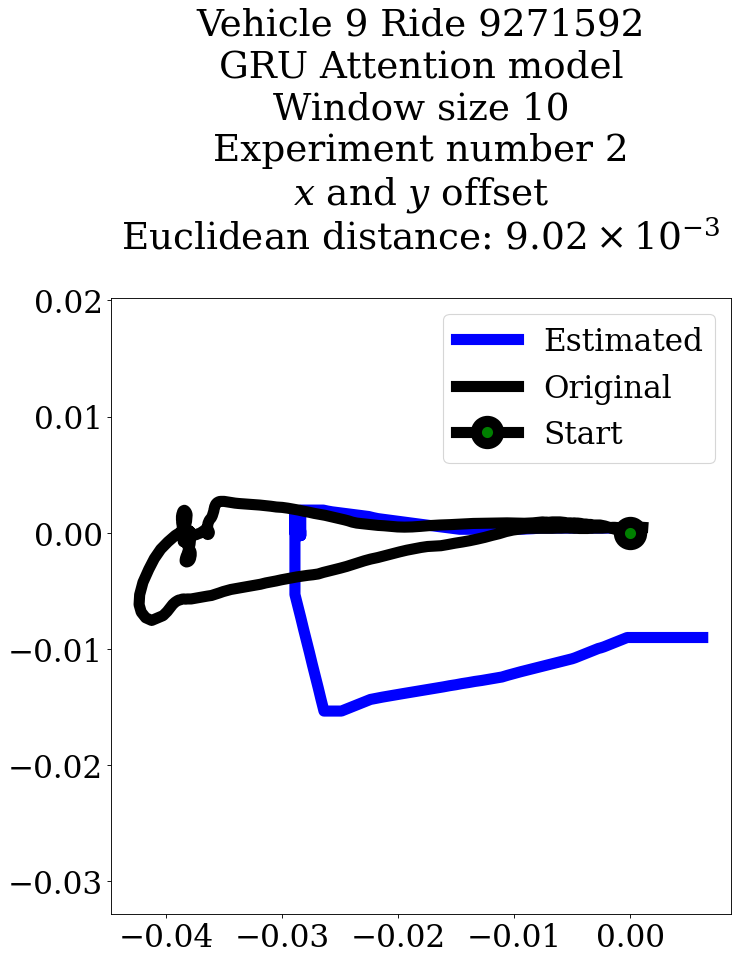 Vehicle 9 Ride 9271592
GRU Attention model
Window size 10
Experiment number 2
x and y offset
Euclidean distance: 9.02 × 10⁻³
0.02
0.01
0.00
−0.01
−0.02
−0.03
Estimated
Original
Start
−0.04 −0.03 −0.02 −0.01 0.00